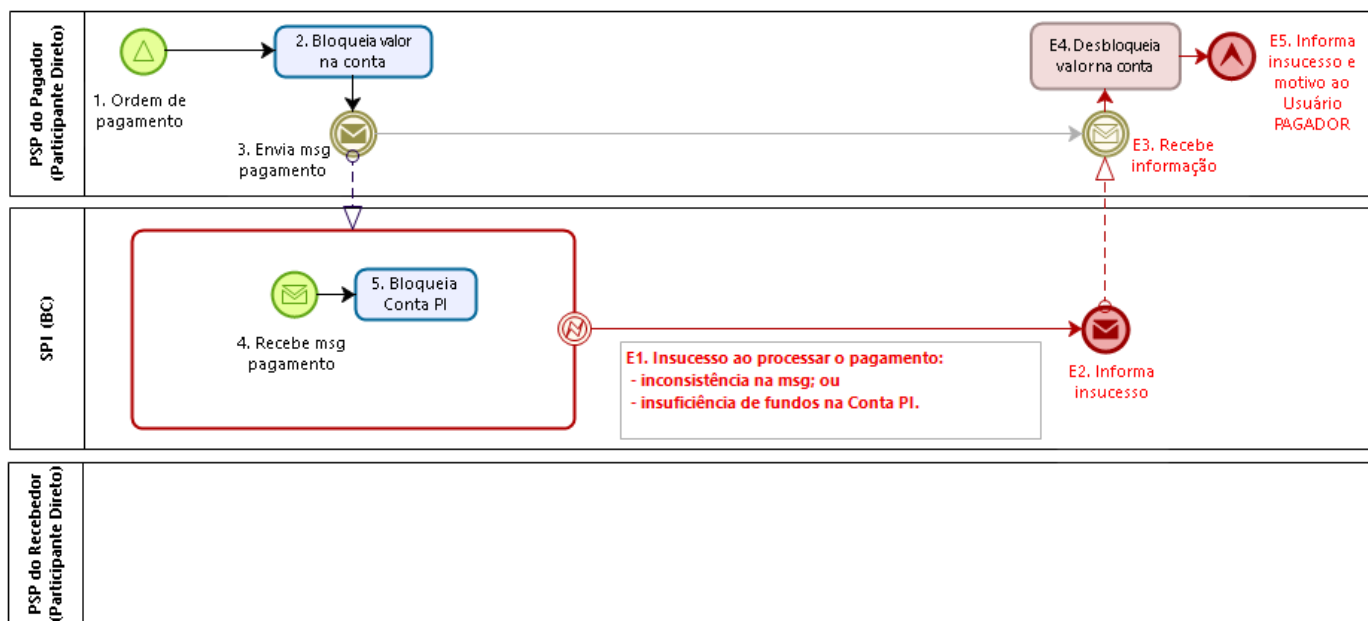 PSP do Pagador
(Participante Direto)
1. Ordem de
pagamento
2. Bloqueia valor
na conta
3. Envia msg
pagamento
E4. Desbloqueia
valor na conta
E3. Recebe
informação
E5. Informa
insucesso e
motivo ao
Usuário
PAGADOR
SPI (BC)
4. Recebe msg
pagamento
5. Bloqueia
Conta PI
E1. Insucesso ao processar o pagamento:
- inconsistência na msg; ou
- insuficiência de fundos na Conta PI.
E2. Informa
insucesso
PSP do Recebedor
(Participante Direto)